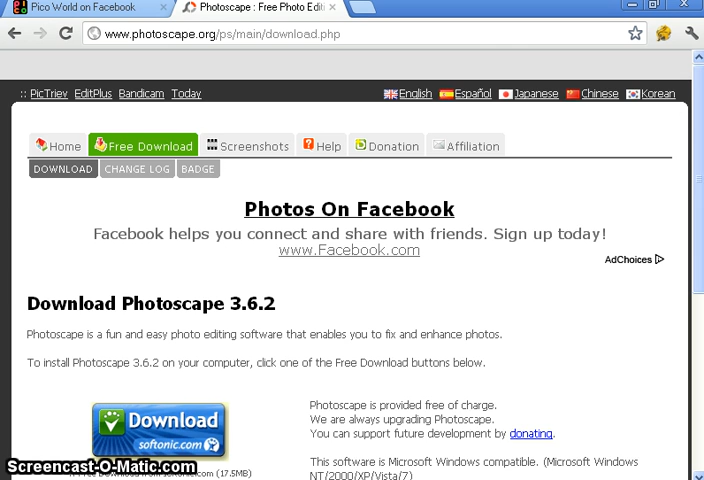 Pico World on Facebook
Photoscape : Free Photo Edit
www.photoscape.org/ps/main/download.php
:: PicTriev EditPlus Bandicam Today
English Español Japanese Chinese Korean
Home Free Download Screenshots Help Donation Affiliation
DOWNLOAD CHANGE LOG BADGE
Photos On Facebook
Facebook helps you connect and share with friends. Sign up today!
www.Facebook.com
AdChoices
Download Photoscape 3.6.2
Photoscape is a fun and easy photo editing software that enables you to fix and enhance photos.
To install Photoscape 3.6.2 on your computer, click one of the Free Download buttons below.
Download
softonic.com
Free Download from Softonic.com (17.5MB)
Photoscape is provided free of charge.
We are always upgrading Photoscape.
You can support future development by donating.
This software is Microsoft Windows compatible. (Microsoft Windows
NT/2000/XP/Vista/7)
Screencast-O-Matic.com